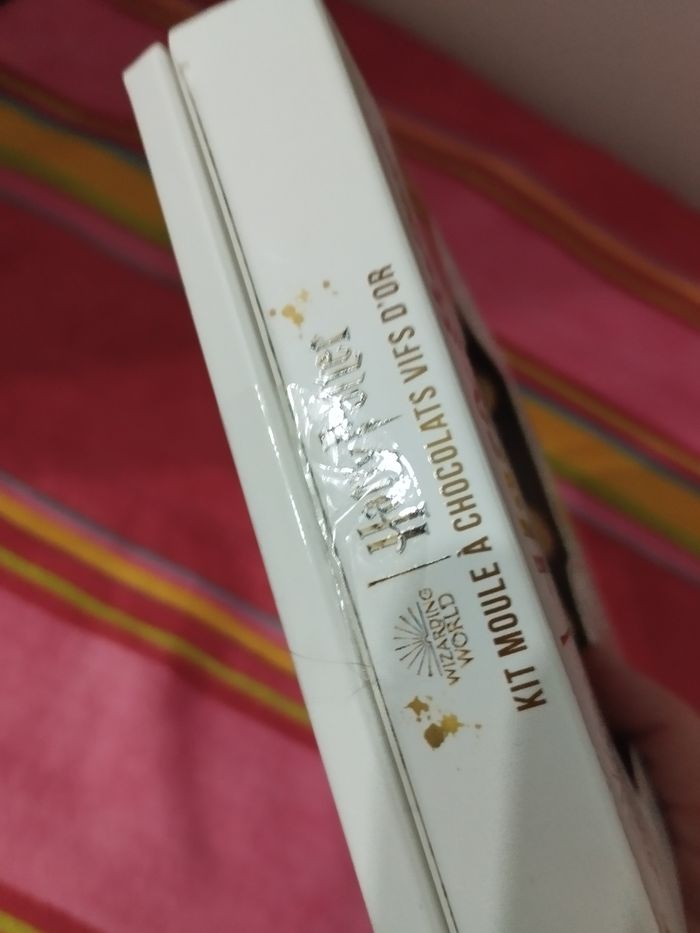 WIZARDING
WORLD
Harry Potter
KIT MOULE À CHOCOLATS VIFS D'OR